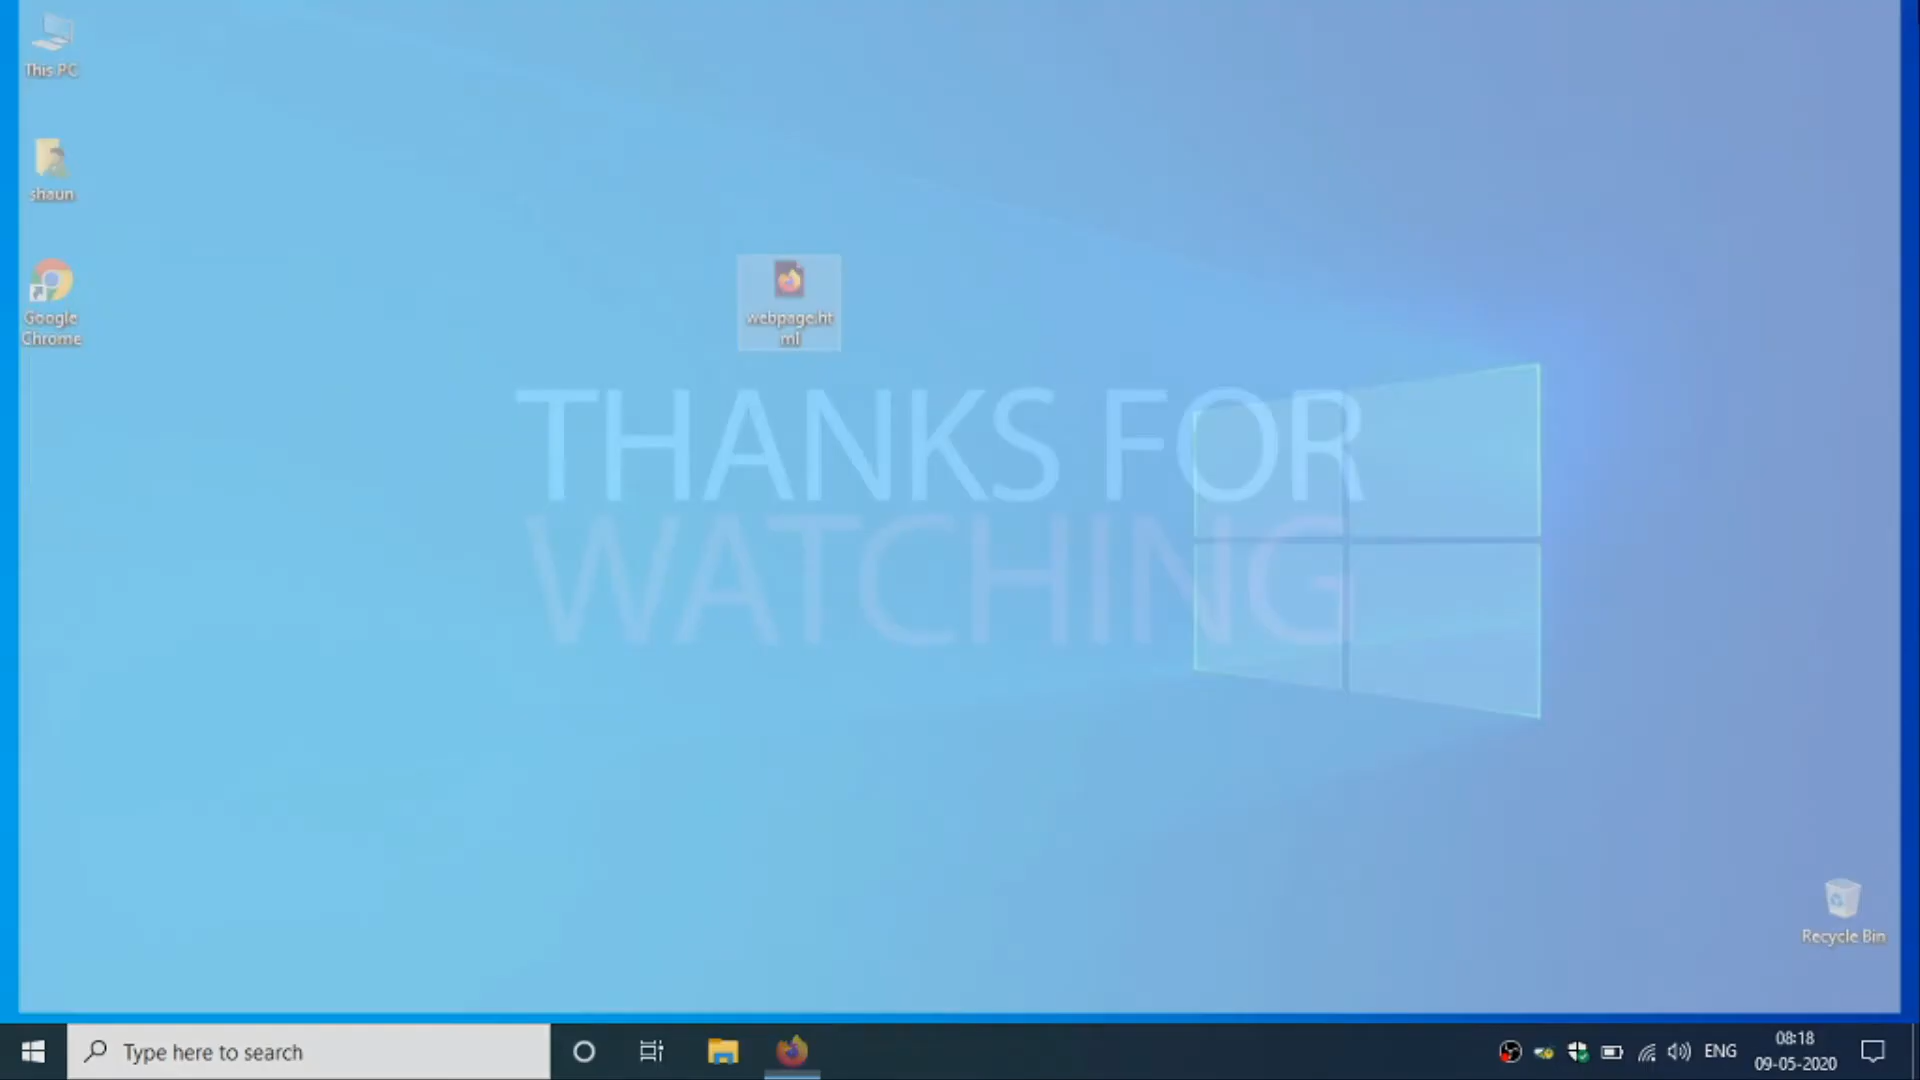 This PC
shaun
Google
Chrome
webpage.ht
ml
THANKS FOR
WATCHING
Recycle Bin
Type here to search
ENG
08:18
09-05-2020